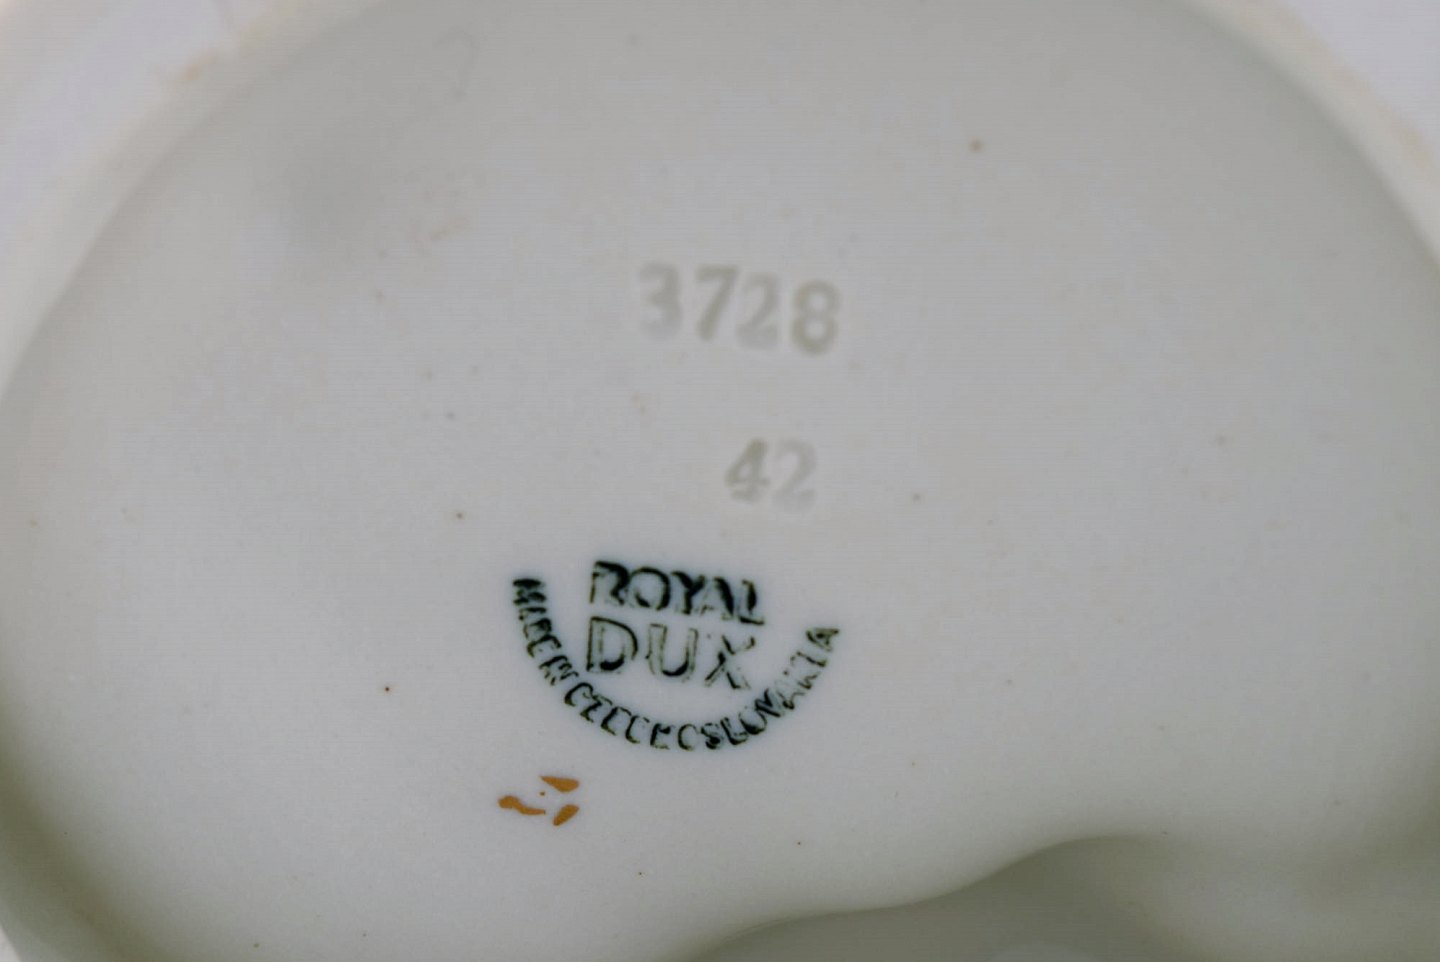 3728
42
ROYAL
DUX
MADE IN CZECHOSLOVAKIA